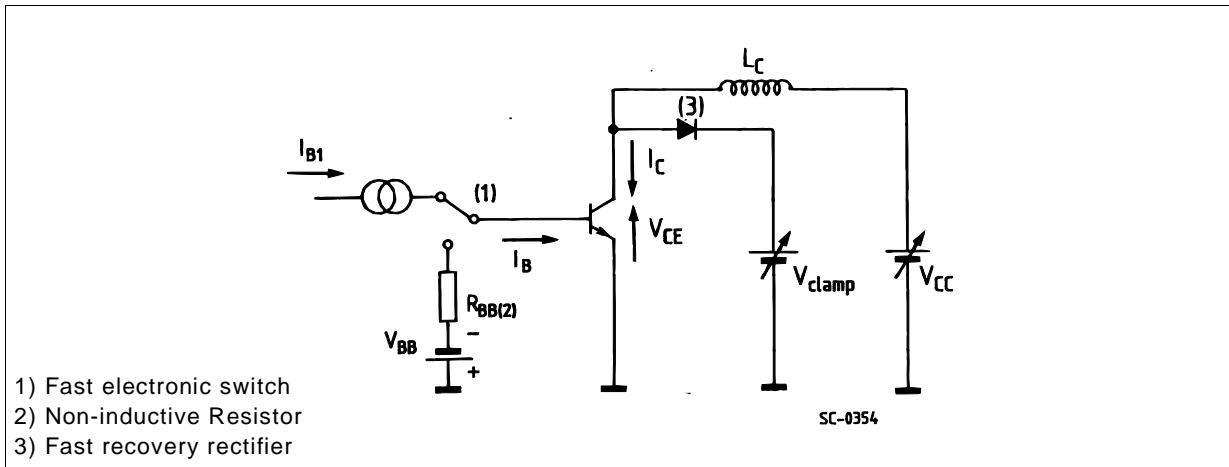 L_C
(3)
I_B1
(1)
I_C
V_CE
I_B
V_clamp
V_CC
R_BB(2)
V_BB
−
+
1) Fast electronic switch
2) Non-inductive Resistor
3) Fast recovery rectifier
SC-0354